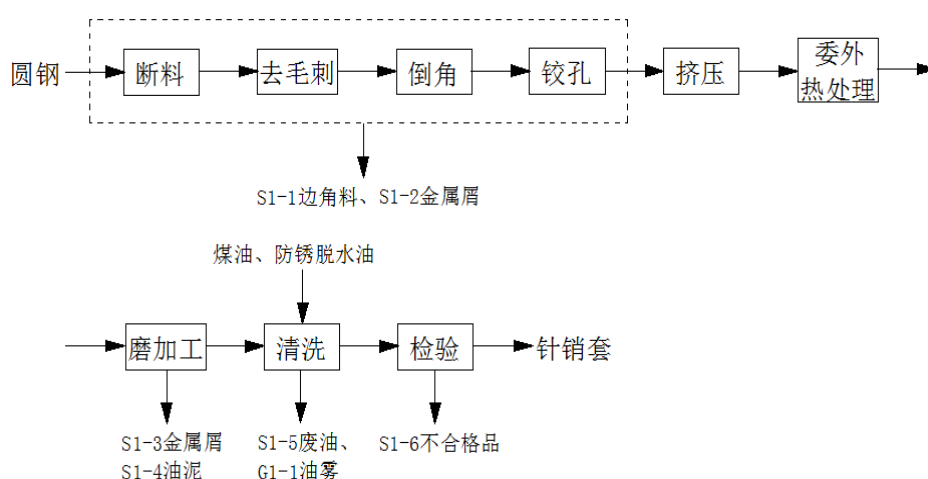 圆钢
断料
去毛刺
倒角
铰孔
挤压
委外
热处理
S1-1边角料、S1-2金属屑
煤油、防锈脱水油
磨加工
清洗
检验
针销套
S1-3金属屑
S1-4油泥
S1-5废油、
G1-1油雾
S1-6不合格品